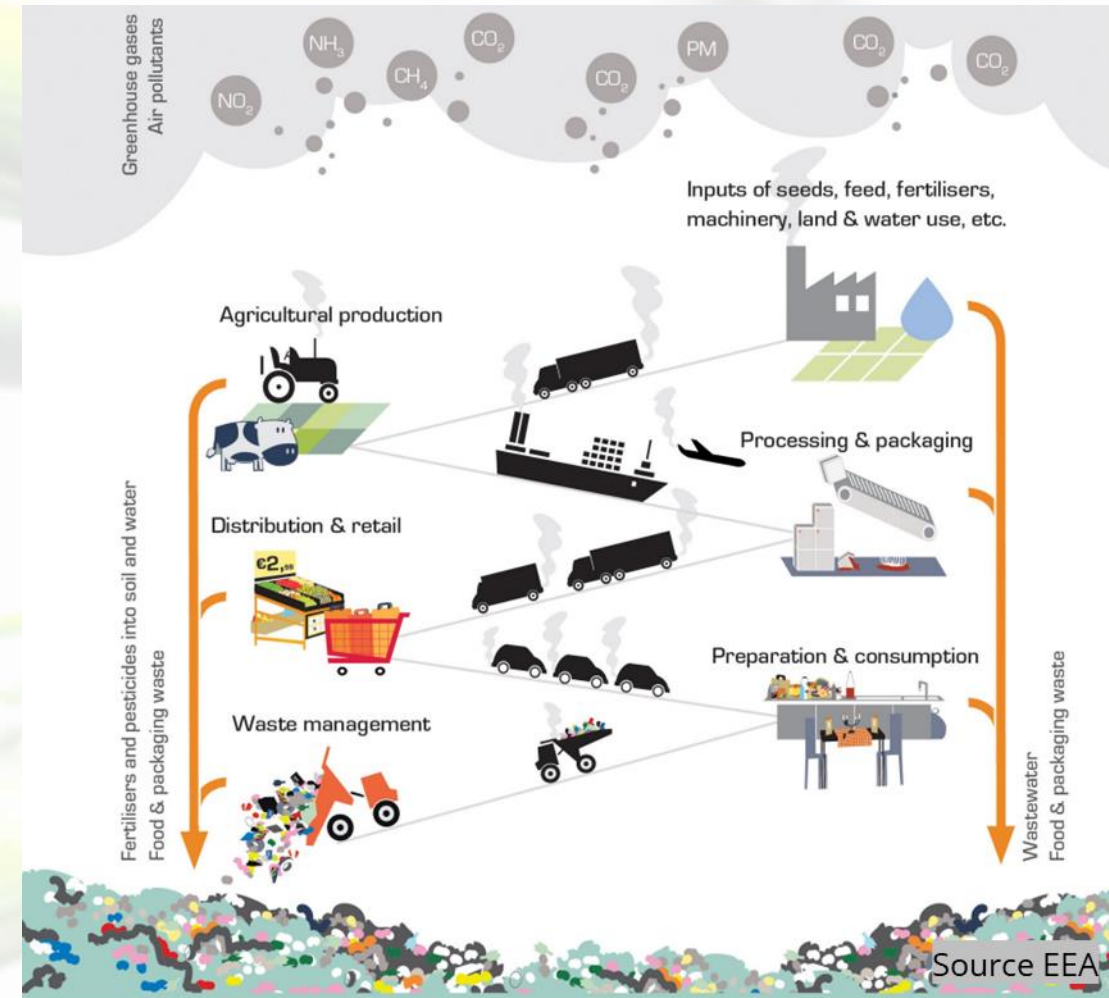 Greenhouse gases
Air pollutants
NO₂
NH₃
CH₄
CO₂
CO₂
PM
CO₂
CO₂
Inputs of seeds, feed, fertilisers,
machinery, land & water use, etc.
Agricultural production
Processing & packaging
Distribution & retail
€2,99
Preparation & consumption
Waste management
Fertilisers and pesticides into soil and water
Food & packaging waste
Wastewater
Food & packaging waste
Source EEA